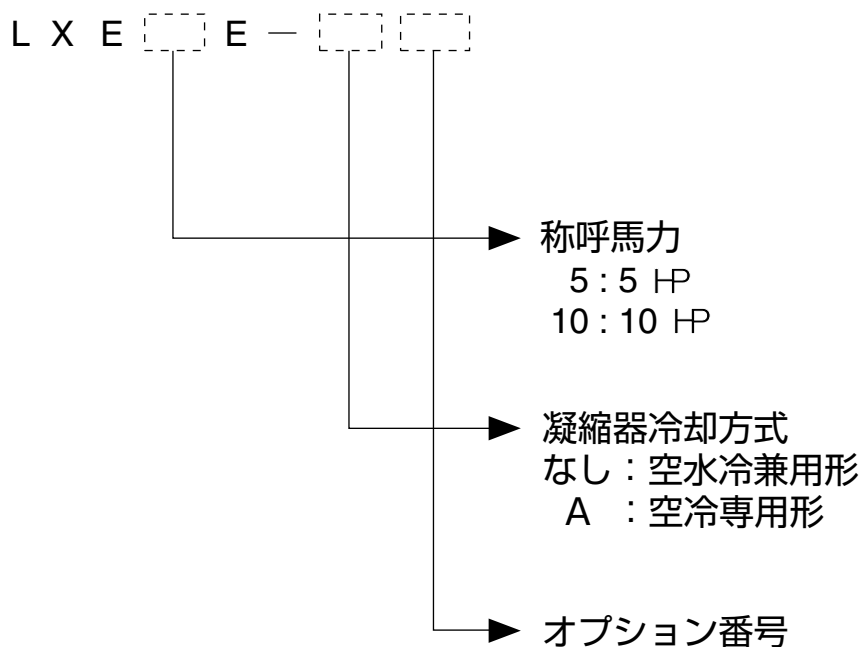 LXE E－
称呼馬力
5：5 HP
10：10 HP
凝縮器冷却方式
なし：空水冷兼用形
A ：空冷専用形
オプション番号